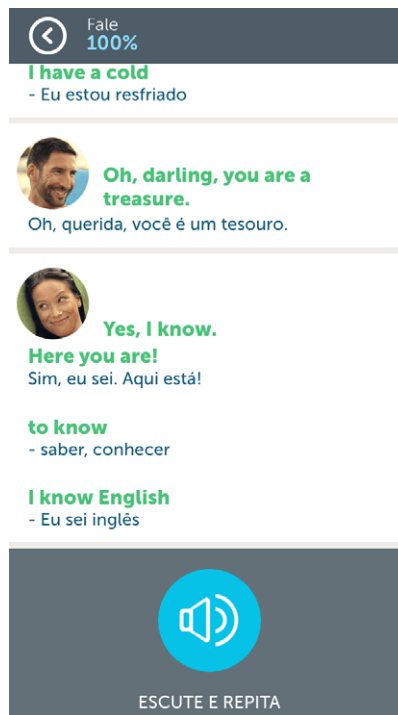 Fale
100%
I have a cold
- Eu estou resfriado
Oh, darling, you are a
treasure.
Oh, querida, você é um tesouro.
Yes, I know.
Here you are!
Sim, eu sei. Aqui está!
to know
- saber, conhecer
I know English
- Eu sei inglês
ESCUTE E REPITA